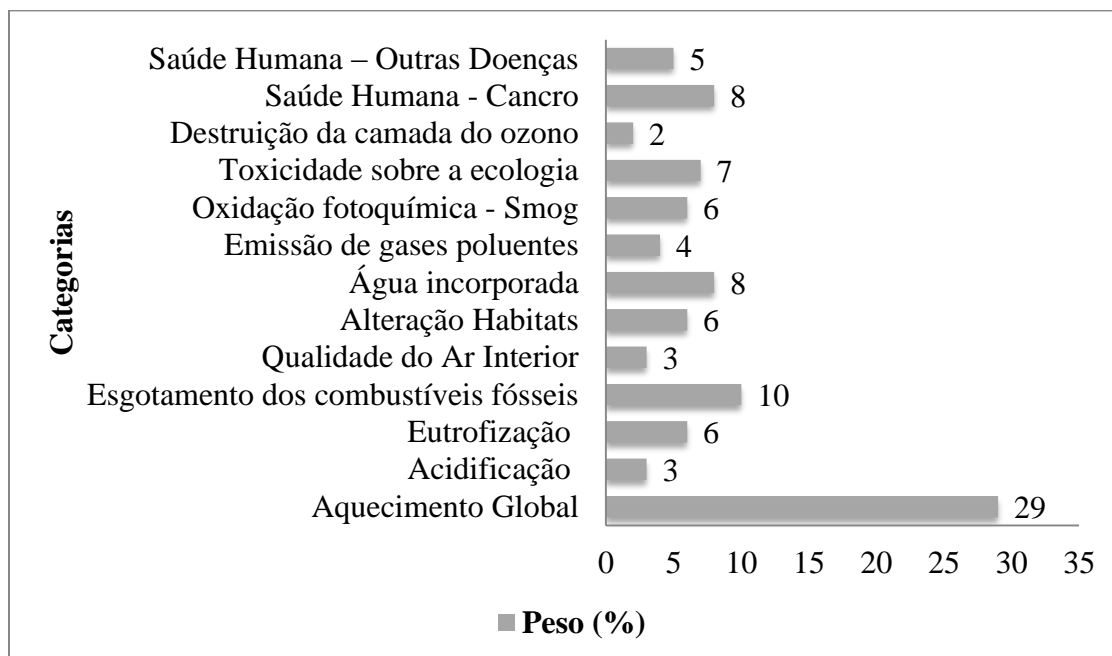 Categorias
Saúde Humana – Outras Doenças 5
Saúde Humana - Cancro 8
Destruição da camada do ozono 2
Toxicidade sobre a ecologia 7
Oxidação fotoquímica - Smog 6
Emissão de gases poluentes 4
Água incorporada 8
Alteração Habitats 6
Qualidade do Ar Interior 3
Esgotamento dos combustíveis fósseis 10
Eutrofização 6
Acidificação 3
Aquecimento Global 29
0 5 10 15 20 25 30 35
Peso (%)